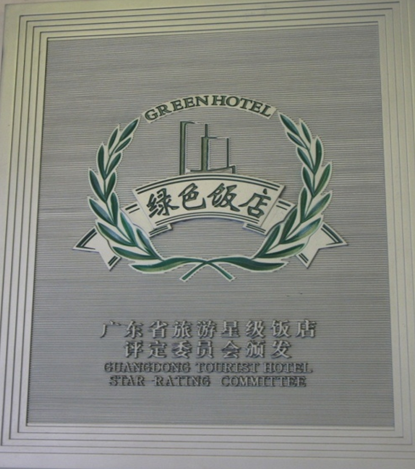 GREEN HOTEL
绿色饭店
广东省旅游星级饭店
评定委员会颁发
GUANGDONG TOURIST HOTEL
STAR-RATING COMMITTEE